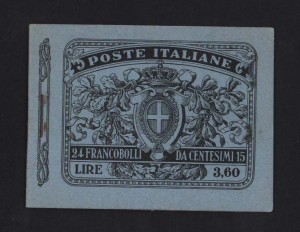 POSTE ITALIANE
24 FRANCOBOLLI DA CENTESIMI 15
LIRE 3,60